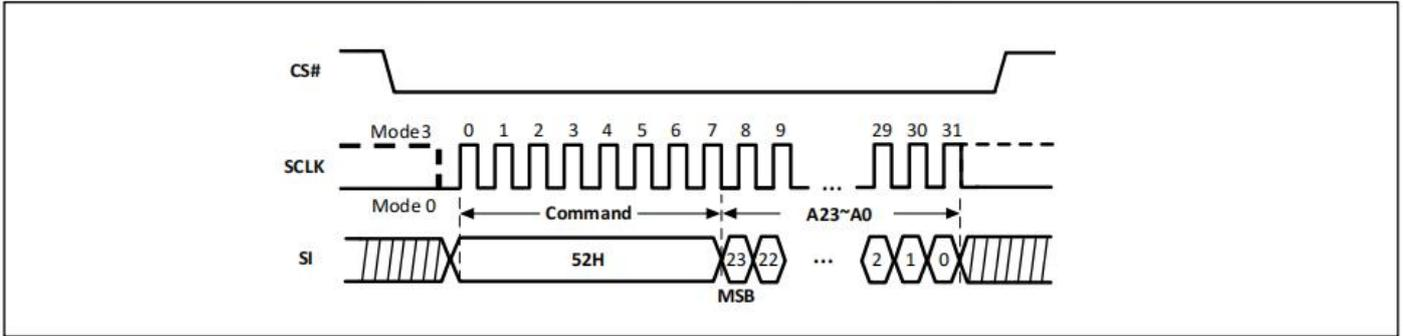 CS#
Mode3 0 1 2 3 4 5 6 7 8 9 29 30 31
SCLK
...
Mode 0
Command
A23~A0
SI
52H
23 22 ... 2 1 0
MSB